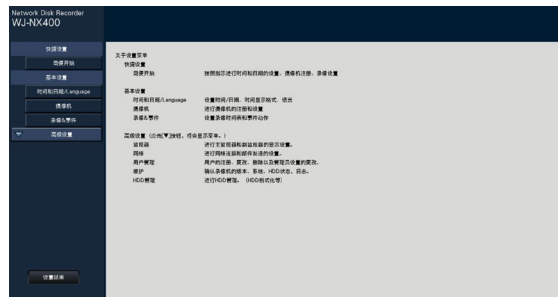 Network Disk Recorder
WJ-NX400
快捷设置
简便开始
基本设置
时间和日期/Language
摄像机
录像&事件
高级设置
设置结束
关于设置菜单
快捷设置
简便开始 按照指示进行时间和日期的设置、摄像机注册、录像设置
基本设置
时间和日期/Language 设置时间/日期、时间显示格式、语言
摄像机 进行摄像机的注册和设置
录像&事件 设置录像时间表和事件动作
高级设置 (点击[▼]按钮，将会显示菜单。)
监视器 进行主监视器和副监视器的显示设置。
网络 进行网络连接和邮件发送的设置。
用户管理 用户的注册、更改、删除以及管理员设置的更改。
维护 确认录像机的版本、系统、HDD状态、日志。
HDD管理 进行HDD管理。 (HDD格式化等)